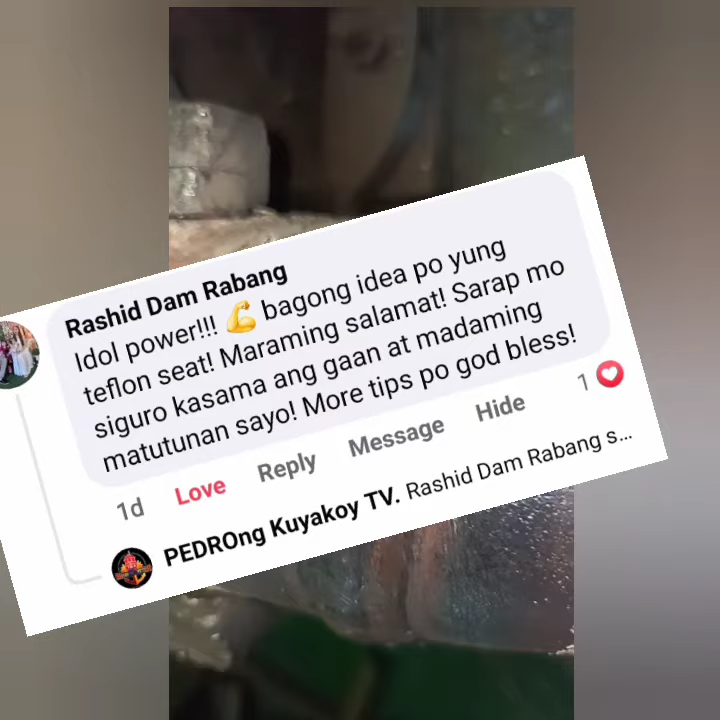 Rashid Dam Rabang
Idol power!!! 💪 bagong idea po yung
teflon seat! Maraming salamat! Sarap mo
siguro kasama ang gaan at madaming
matutunan sayo! More tips po god bless!
1d Love Reply Message Hide 1
PEDROng Kuyakoy TV. Rashid Dam Rabang s...